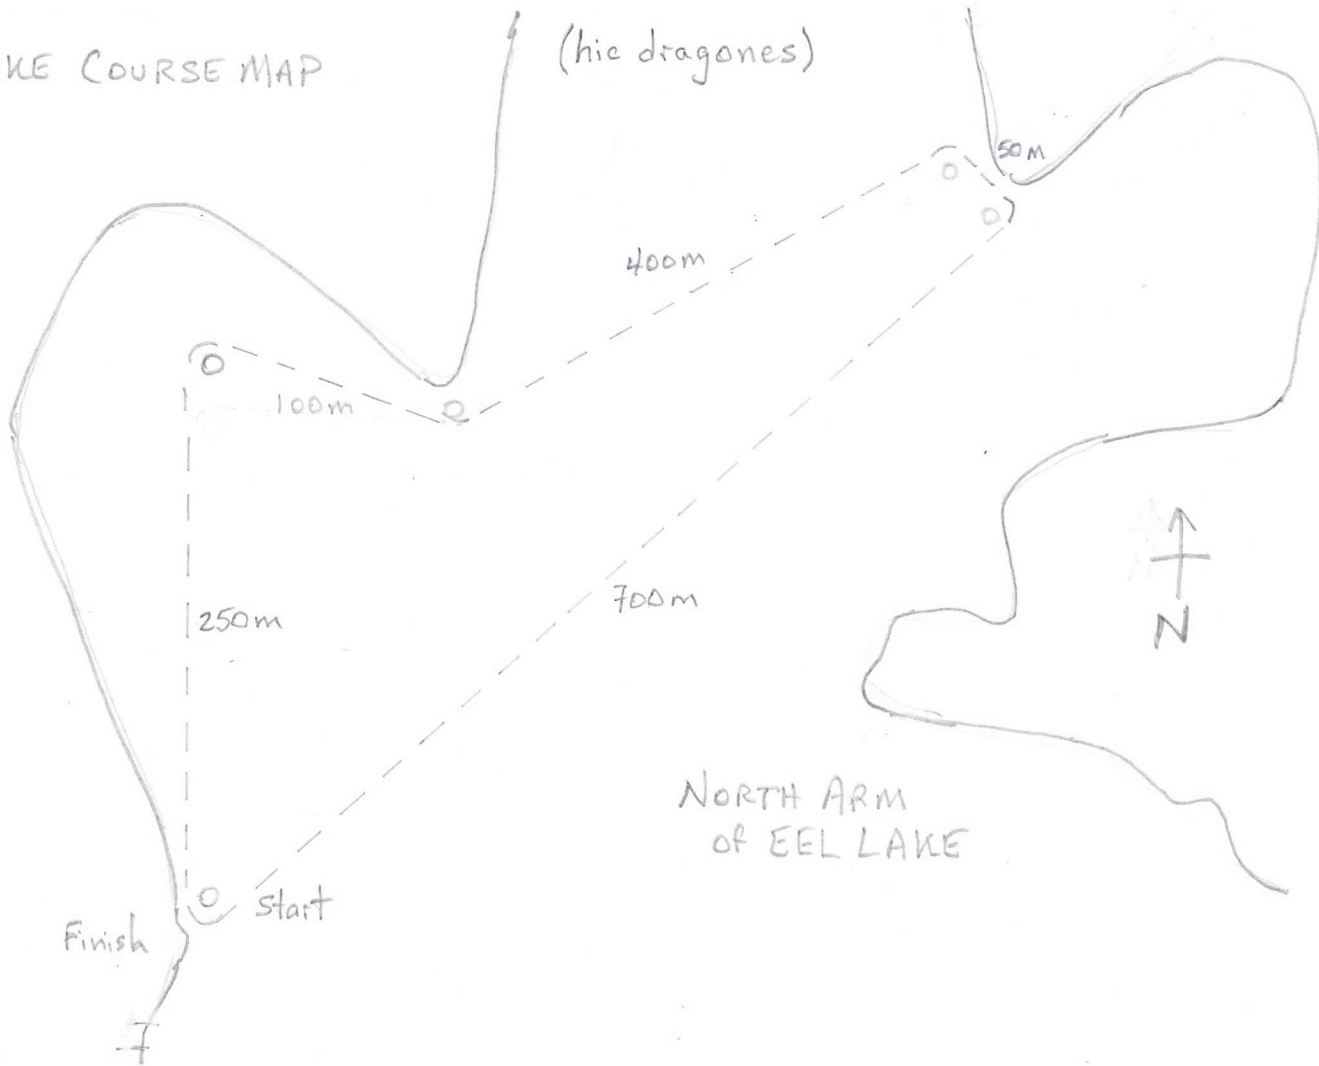 KE COURSE MAP
(hic dragones)
50m
400m
100m
250m
700m
N
NORTH ARM
of EEL LAKE
Start
Finish